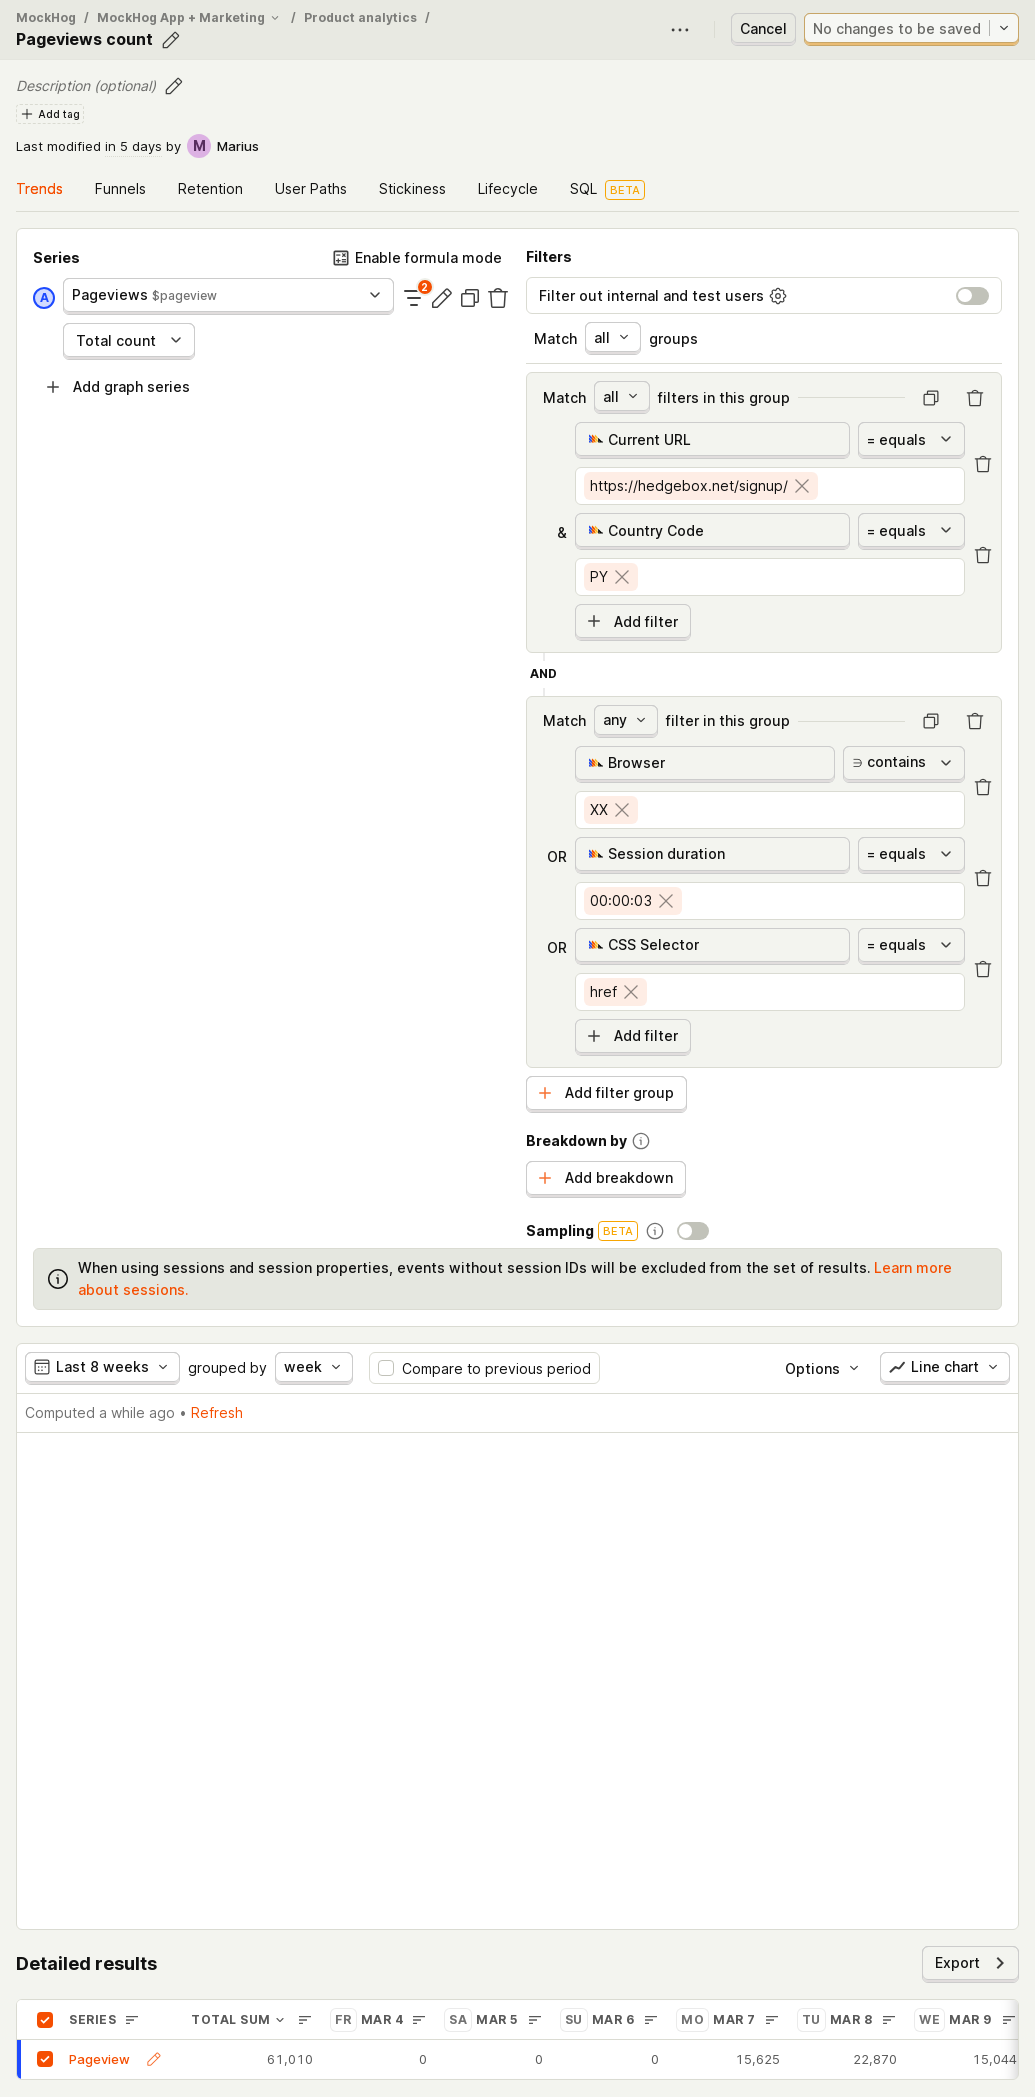 MockHog / MockHog App + Marketing / Product analytics /
Pageviews count
Cancel
No changes to be saved
Description (optional)
Add tag
Last modified in 5 days by M Marius
Trends Funnels Retention User Paths Stickiness Lifecycle SQL BETA
Series
Enable formula mode
A Pageviews $pageview 2
Total count
Add graph series
Filters
Filter out internal and test users
Match all groups
Match all filters in this group
Current URL = equals
https://hedgebox.net/signup/
& Country Code = equals
PY
Add filter
AND
Match any filter in this group
Browser ∋ contains
XX
OR Session duration = equals
00:00:03
OR CSS Selector = equals
href
Add filter
Add filter group
Breakdown by
Add breakdown
Sampling BETA
When using sessions and session properties, events without session IDs will be excluded from the set of results. Learn more
about sessions.
Last 8 weeks grouped by week Compare to previous period Options Line chart
Computed a while ago • Refresh
Detailed results
Export
SERIES TOTAL SUM FR MAR 4 SA MAR 5 SU MAR 6 MO MAR 7 TU MAR 8 WE MAR 9
Pageview 61,010 0 0 0 15,625 22,870 15,044